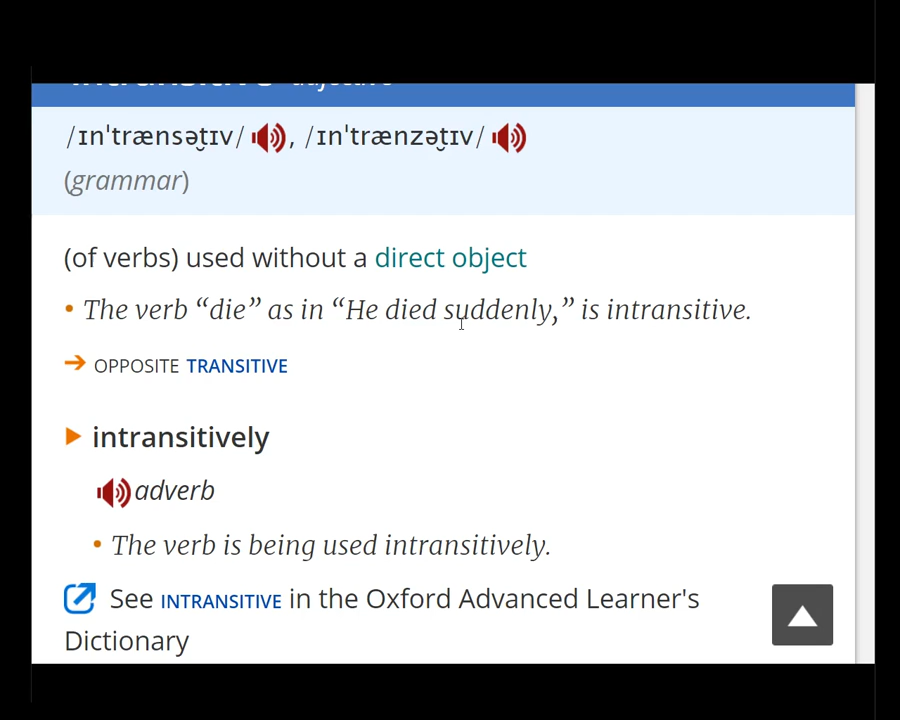 intransitive adjective
/ɪnˈtrænsət̮ɪv/ , /ɪnˈtrænzət̮ɪv/
(grammar)
(of verbs) used without a direct object
• The verb “die” as in “He died suddenly,” is intransitive.
➔ OPPOSITE TRANSITIVE
▶ intransitively
adverb
• The verb is being used intransitively.
See INTRANSITIVE in the Oxford Advanced Learner's
Dictionary